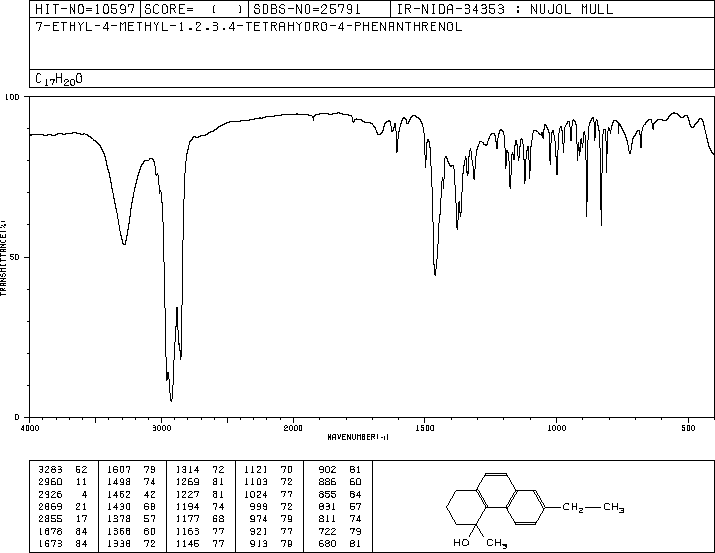 HIT-NO=10597 SCORE= ( ) SDBS-NO=25791 IR-NIDA-34353 : NUJOL MULL
7-ETHYL-4-METHYL-1,2,3,4-TETRAHYDRO-4-PHENANTHRENOL
C17H20O
100
50
0
TRANSMITTANCE(%)
4000 3000 2000 1500 1000 500
WAVENUMBER(-1)
3283 52 1607 79 1314 72 1121 70 902 81
2960 11 1498 74 1269 81 1103 72 886 60
2926 4 1462 42 1227 81 1024 77 855 84
2869 21 1430 68 1194 74 999 72 831 57
2855 17 1378 57 1177 68 974 79 811 74
1678 84 1368 60 1163 77 921 77 722 79
1673 84 1338 72 1146 77 913 79 680 81
CH2 CH3
HO CH3